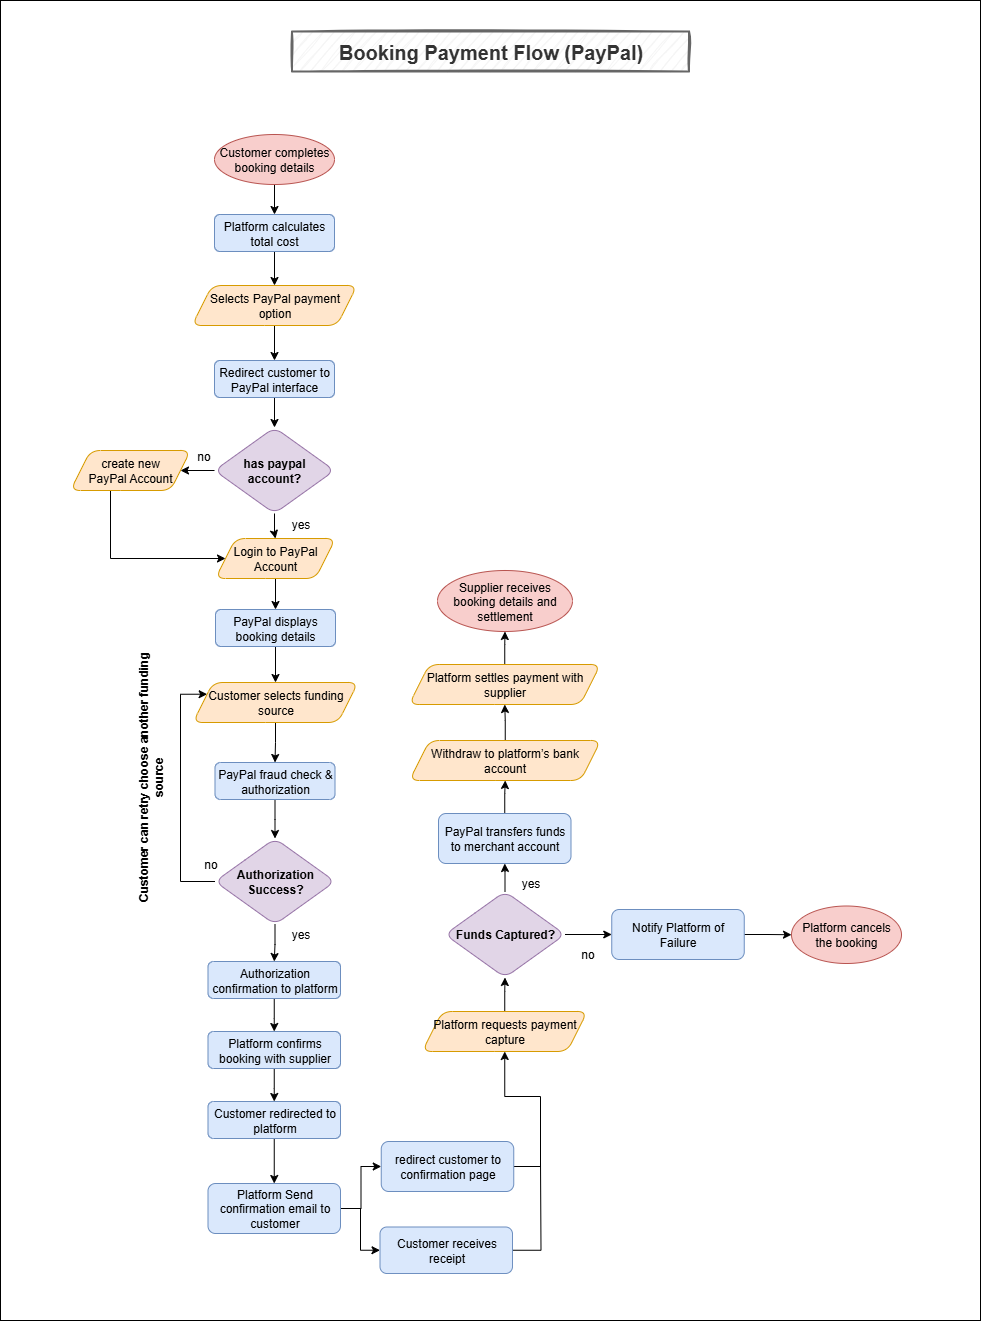 Booking Payment Flow (PayPal)
Customer completes
booking details
Platform calculates
total cost
Selects PayPal payment
option
Redirect customer to
PayPal interface
has paypal
account?
no
create new
PayPal Account
yes
Login to PayPal
Account
PayPal displays
booking details
Customer selects funding
source
Customer can retry choose another funding
source
PayPal fraud check &
authorization
Authorization
Success?
no
yes
Authorization
confirmation to platform
Platform confirms
booking with supplier
Customer redirected to
platform
Platform Send
confirmation email to
customer
redirect customer to
confirmation page
Customer receives
receipt
Platform requests payment
capture
Funds Captured?
no
Notify Platform of
Failure
Platform cancels
the booking
yes
PayPal transfers funds
to merchant account
Withdraw to platform's bank
account
Platform settles payment with
supplier
Supplier receives
booking details and
settlement